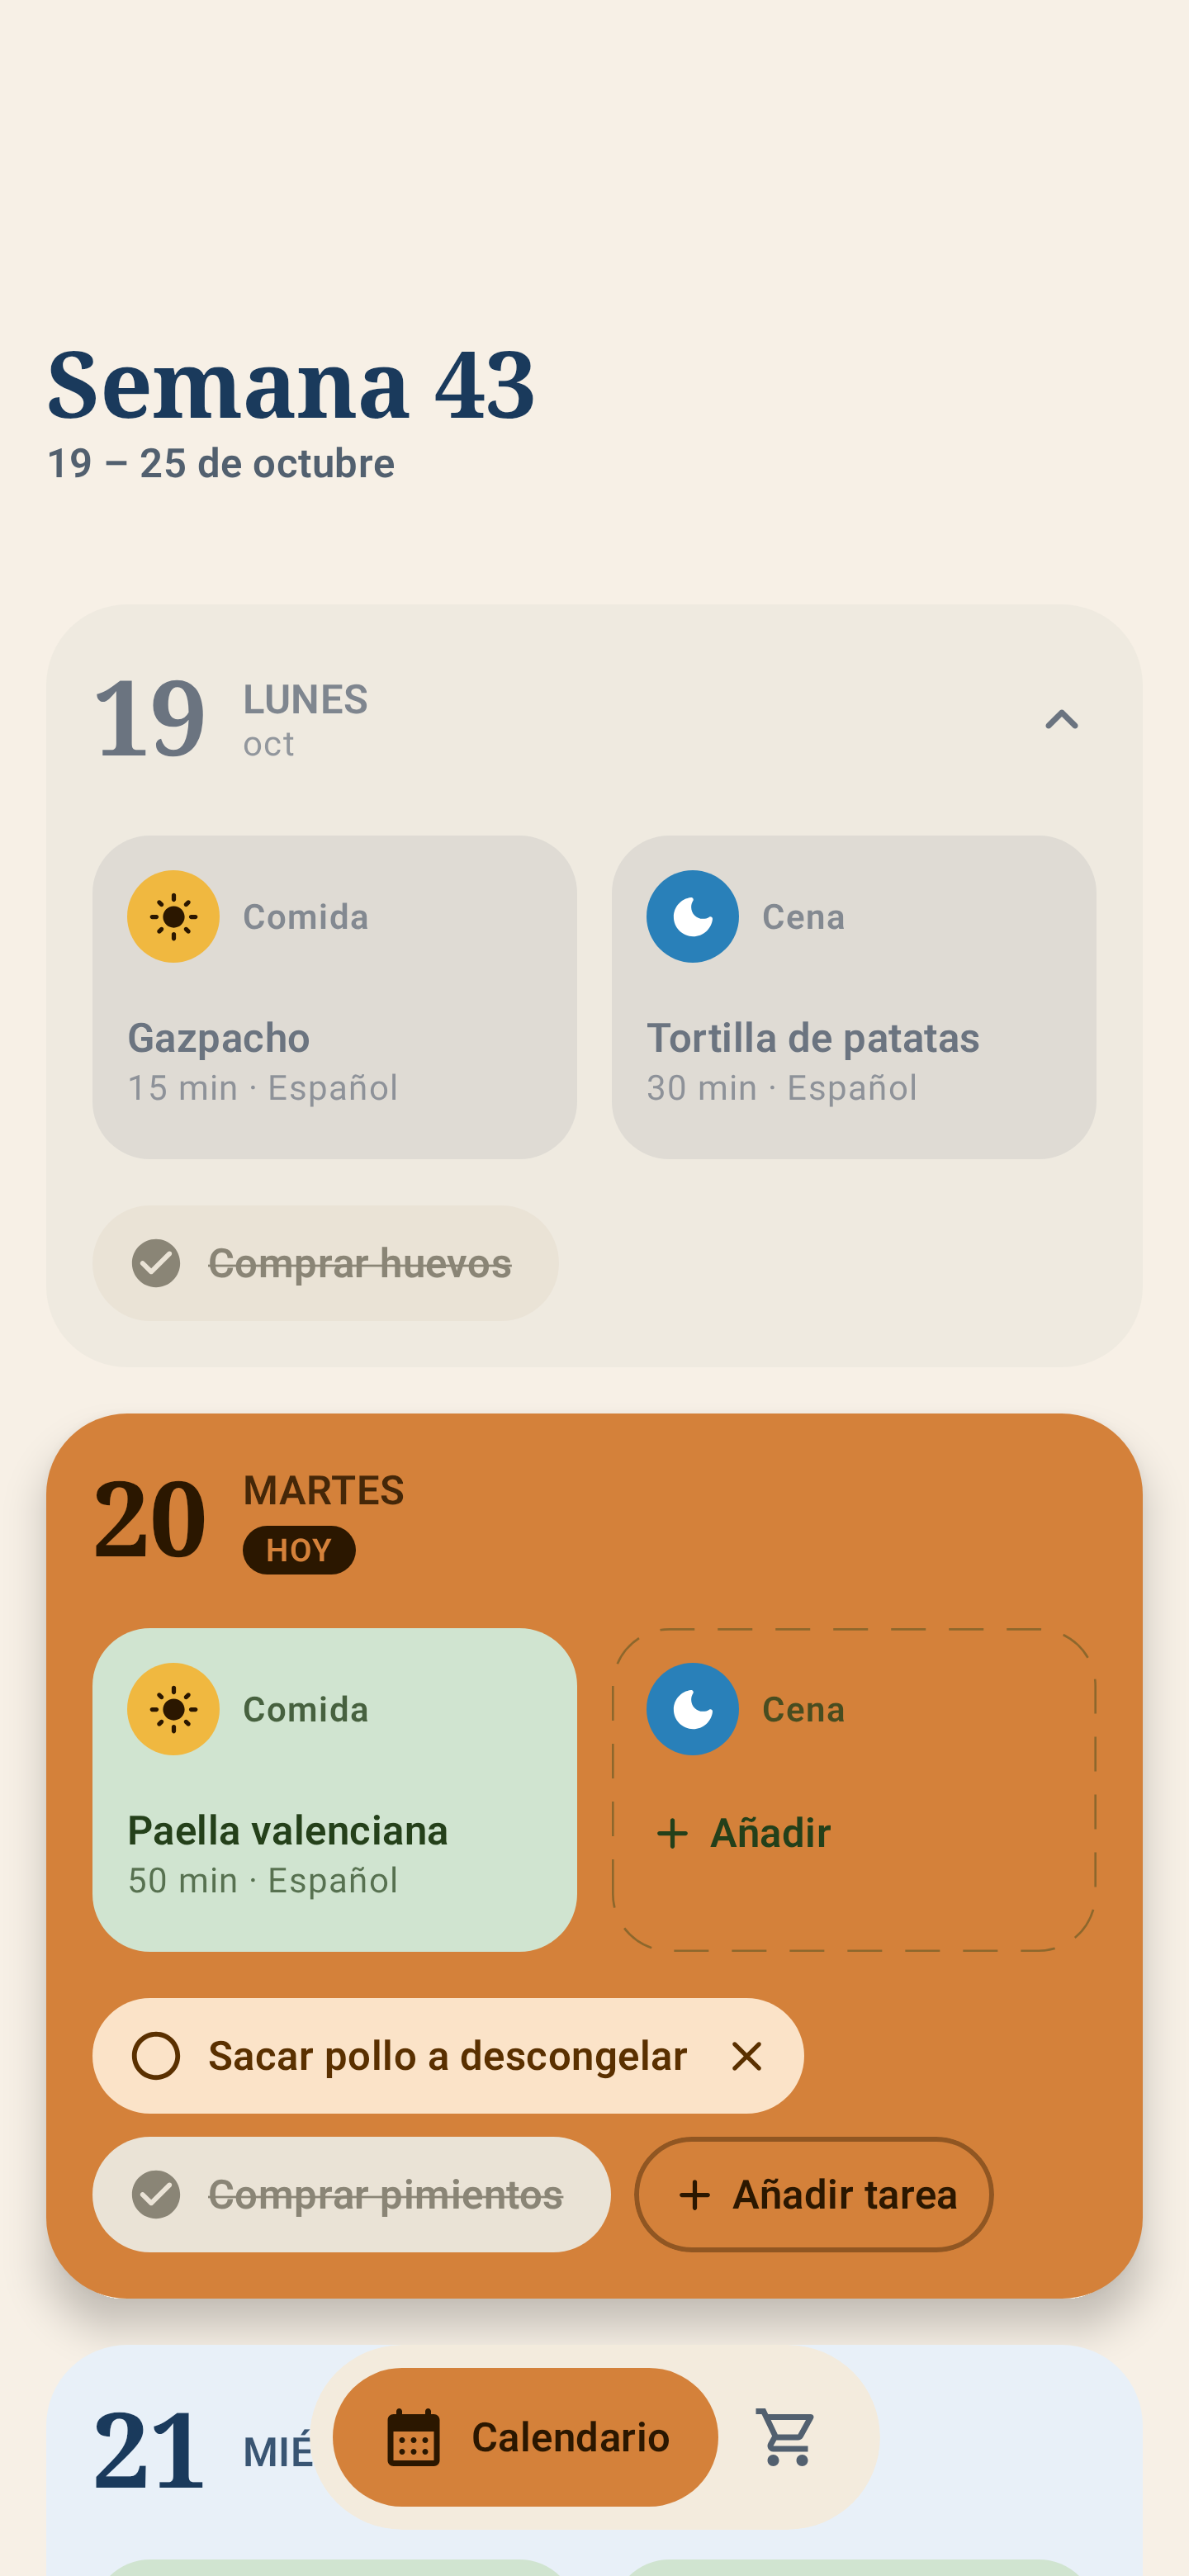 Semana 43
19 – 25 de octubre
19
LUNES
oct
Comida
Gazpacho
15 min · Español
Cena
Tortilla de patatas
30 min · Español
Comprar huevos
20
MARTES
HOY
Comida
Paella valenciana
50 min · Español
Cena
+ Añadir
Sacar pollo a descongelar
Comprar pimientos
+ Añadir tarea
21
MIÉ
Calendario